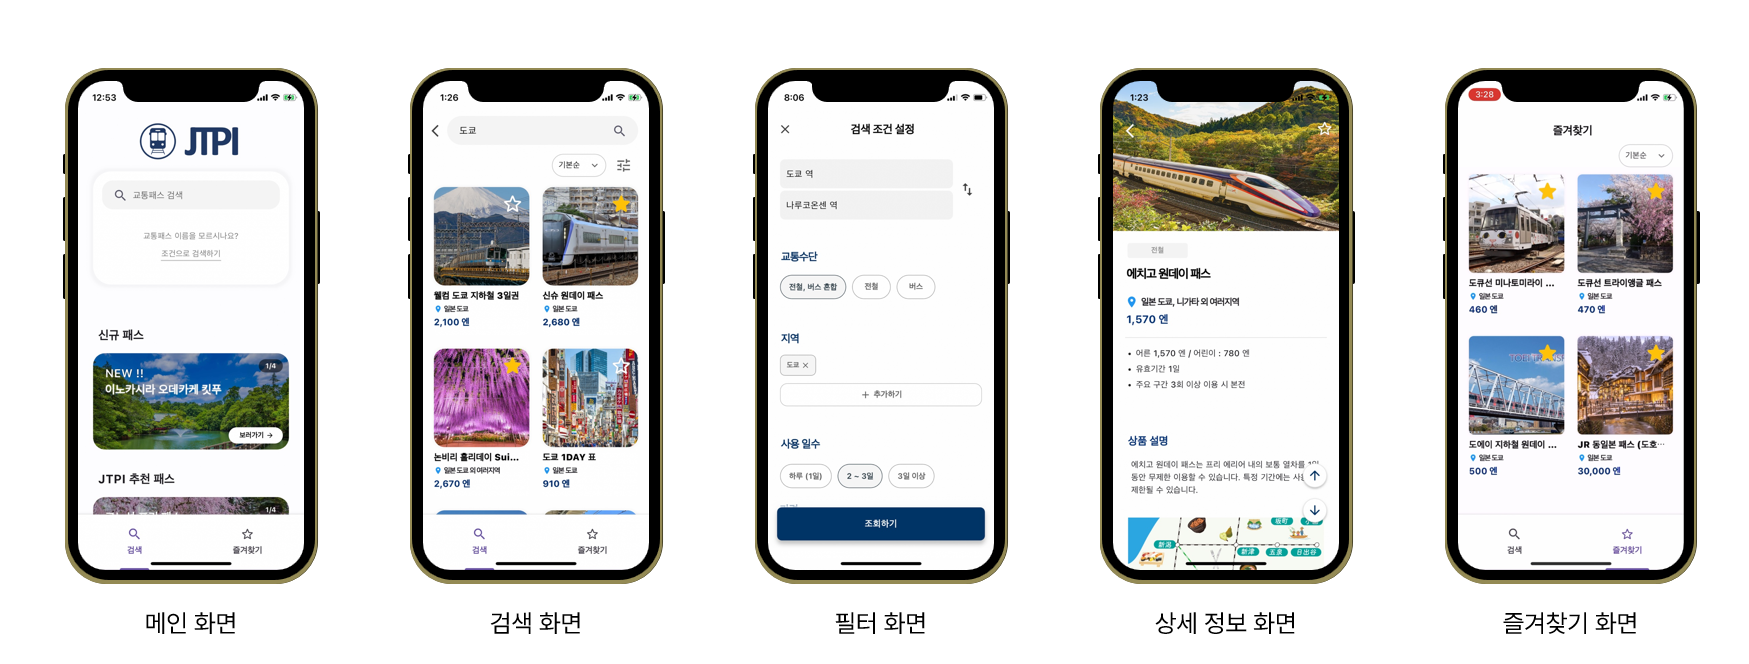 12:53
JTPI
교통패스 검색
교통패스 이름을 모르시나요?
조건으로 검색하기
신규 패스
1/4
NEW !!
이노카시라 오데카케 킷푸
보러가기 →
JTPI 추천 패스
1/4
검색
즐겨찾기
메인 화면
1:26
도쿄
기본순
웰컴 도쿄 지하철 3일권
일본 도쿄
2,100 엔
신슈 원데이 패스
일본 도쿄
2,680 엔
논비리 홀리데이 Sui...
일본 도쿄 외 여러지역
2,670 엔
도쿄 1DAY 표
일본 도쿄
910 엔
검색
즐겨찾기
검색 화면
8:06
검색 조건 설정
도쿄 역
나루코온센 역
교통수단
전철, 버스 혼합
전철
버스
지역
도쿄 ×
+ 추가하기
사용 일수
하루 (1일)
2 ~ 3일
3일 이상
조회하기
필터 화면
1:23
전철
에치고 원데이 패스
일본 도쿄, 니가타 외 여러지역
1,570 엔
• 어른 1,570 엔 / 어린이 : 780 엔
• 유효기간 1일
• 주요 구간 3회 이상 이용 시 본전
상품 설명
에치고 원데이 패스는 프리 에리어 내의 보통 열차를 1일
동안 무제한 이용할 수 있습니다. 특정 기간에는 사용
제한될 수 있습니다.
坂町
新潟
新津
五泉
日出谷
상세 정보 화면
3:28
즐겨찾기
기본순
도큐선 미나토미라이 ...
일본 도쿄
460 엔
도큐선 트라이앵글 패스
일본 도쿄
470 엔
도에이 지하철 원데이 ...
일본 도쿄
500 엔
JR 동일본 패스 (도호...
일본 도쿄
30,000 엔
검색
즐겨찾기
즐겨찾기 화면